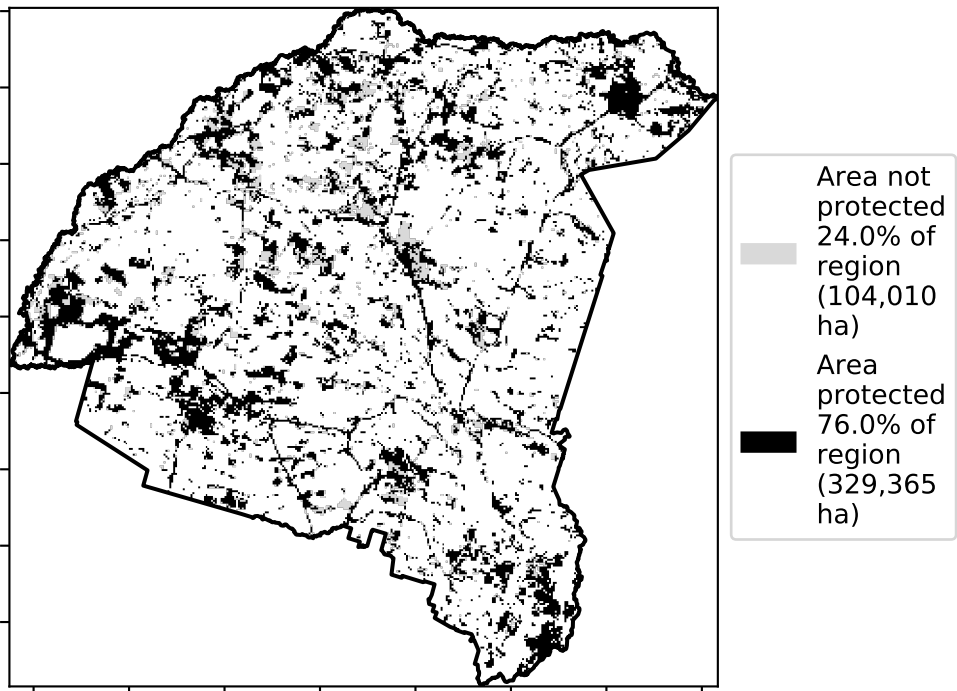 Area not
protected
24.0% of
region
(104,010
ha)
Area
protected
76.0% of
region
(329,365
ha)